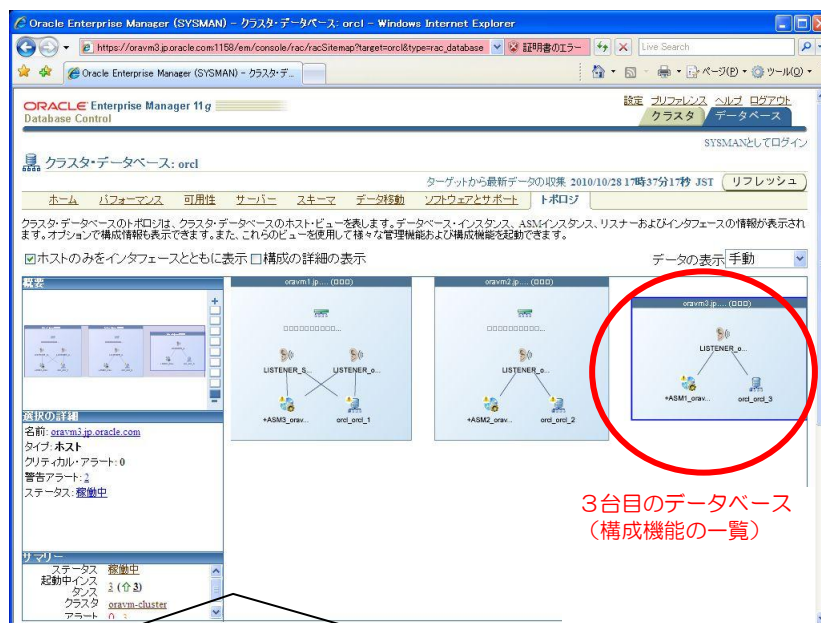 Oracle Enterprise Manager (SYSMAN) - クラスタ・データベース: orcl - Windows Internet Explorer
https://oravm3.jp.oracle.com:1158/em/console/rac/racSitemap?target=orcl&type=rac_database
証明書のエラー
Live Search
Oracle Enterprise Manager (SYSMAN) - クラスタ・デ...
ページ(P)
ツール(O)
ORACLE Enterprise Manager 11g
Database Control
設定 プリファレンス ヘルプ ログアウト
クラスタ データベース
SYSMANとしてログイン
クラスタ・データベース: orcl
ターゲットから最新データの収集 2010/10/28 17時37分17秒 JST リフレッシュ
ホーム パフォーマンス 可用性 サーバー スキーマ データ移動 ソフトウェアとサポート トポロジ
クラスタ・データベースのトポロジは、クラスタ・データベースのホスト・ビューを表します。データベース・インスタンス、ASMインスタンス、リスナーおよびインタフェースの情報が表示され
ます。オプションで構成情報も表示できます。また、これらのビューを使用して様々な管理機能および構成機能を起動できます。
ホストのみをインタフェースとともに表示 構成の詳細の表示
データの表示 手動
概要
oravm1.jp.... (□□□)
□□□□□□□□□□...
LISTENER_S... LISTENER_o...
+ASM3_orav... orcl_orcl_1
oravm2.jp.... (□□□)
□□□□□□□□□□...
LISTENER_o...
+ASM2_orav... orcl_orcl_2
oravm3.jp.... (□□□)
LISTENER_o...
+ASM1_orav... orcl_orcl_3
選択の詳細
名前: oravm3.jp.oracle.com
タイプ: ホスト
クリティカル・アラート: 0
警告アラート: 2
ステータス: 稼働中
3台目のデータベース
(構成機能の一覧)
サマリー
ステータス 稼働中
起動中インス
タンス 3 (3)
クラスタ oravm-cluster
アラート 0